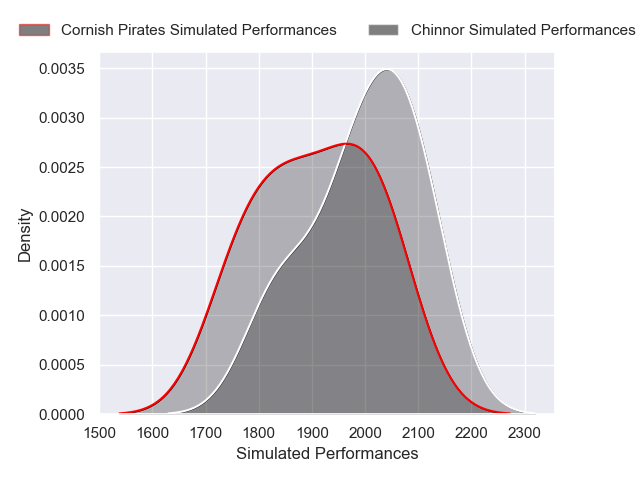 Cornish Pirates Simulated Performances Chinnor Simulated Performances
0.0035
0.0030
0.0025
0.0020
0.0015
0.0010
0.0005
0.0000
Density
1500 1600 1700 1800 1900 2000 2100 2200 2300
Simulated Performances